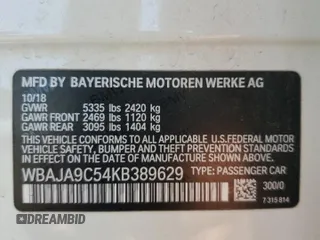 MFD BY BAYERISCHE MOTOREN WERKE AG
10/18
GVWR 5335 lbs 2420 kg
GAWR FRONT 2469 lbs 1120 kg
GAWR REAR 3095 lbs 1404 kg
THIS VEHICLE CONFORMS TO ALL APPLICABLE
U.S.FEDERAL MOTOR VEHICLE SAFETY, BUMPER,
AND THEFT PREVENTION STANDARDS IN EFFECT ON
THE DATE OF MANUFACTURE SHOWN ABOVE.
WBAJA9C54KB389629 TYPE: PASSENGER CAR
300/0
7 315 814
© BIDFAX.INFO